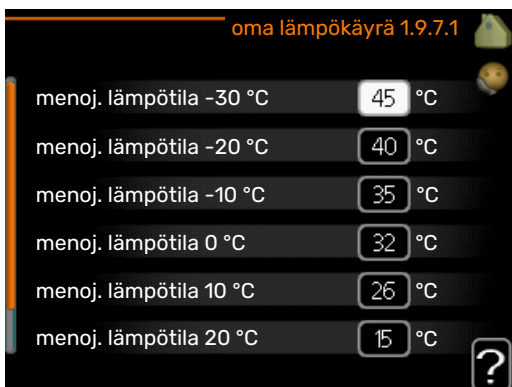 oma lämpökäyrä 1.9.7.1
menoj. lämpötila -30 °C 45 °C
menoj. lämpötila -20 °C 40 °C
menoj. lämpötila -10 °C 35 °C
menoj. lämpötila 0 °C 32 °C
menoj. lämpötila 10 °C 26 °C
menoj. lämpötila 20 °C 15 °C
?